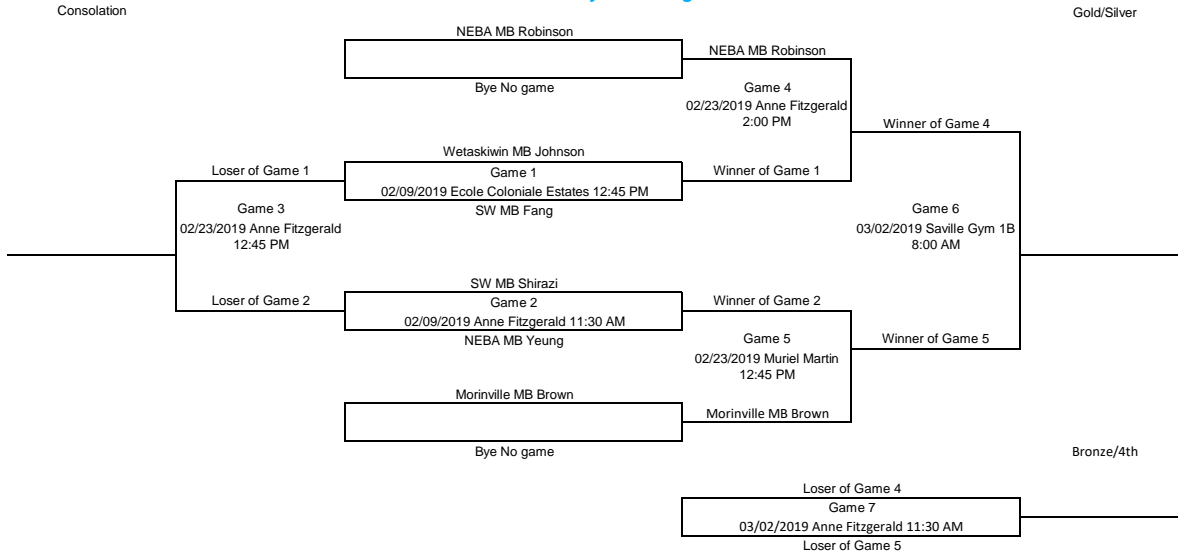 Consolation
Gold/Silver
NEBA MB Robinson
NEBA MB Robinson
Bye No game
Game 4
02/23/2019 Anne Fitzgerald
2:00 PM
Winner of Game 4
Wetaskiwin MB Johnson
Loser of Game 1
Game 1
Winner of Game 1
02/09/2019 Ecole Coloniale Estates 12:45 PM
SW MB Fang
Game 3
02/23/2019 Anne Fitzgerald
12:45 PM
Game 6
03/02/2019 Saville Gym 1B
8:00 AM
SW MB Shirazi
Loser of Game 2
Game 2
Winner of Game 2
02/09/2019 Anne Fitzgerald 11:30 AM
NEBA MB Yeung
Game 5
02/23/2019 Muriel Martin
12:45 PM
Winner of Game 5
Morinville MB Brown
Morinville MB Brown
Bye No game
Bronze/4th
Loser of Game 4
Game 7
03/02/2019 Anne Fitzgerald 11:30 AM
Loser of Game 5